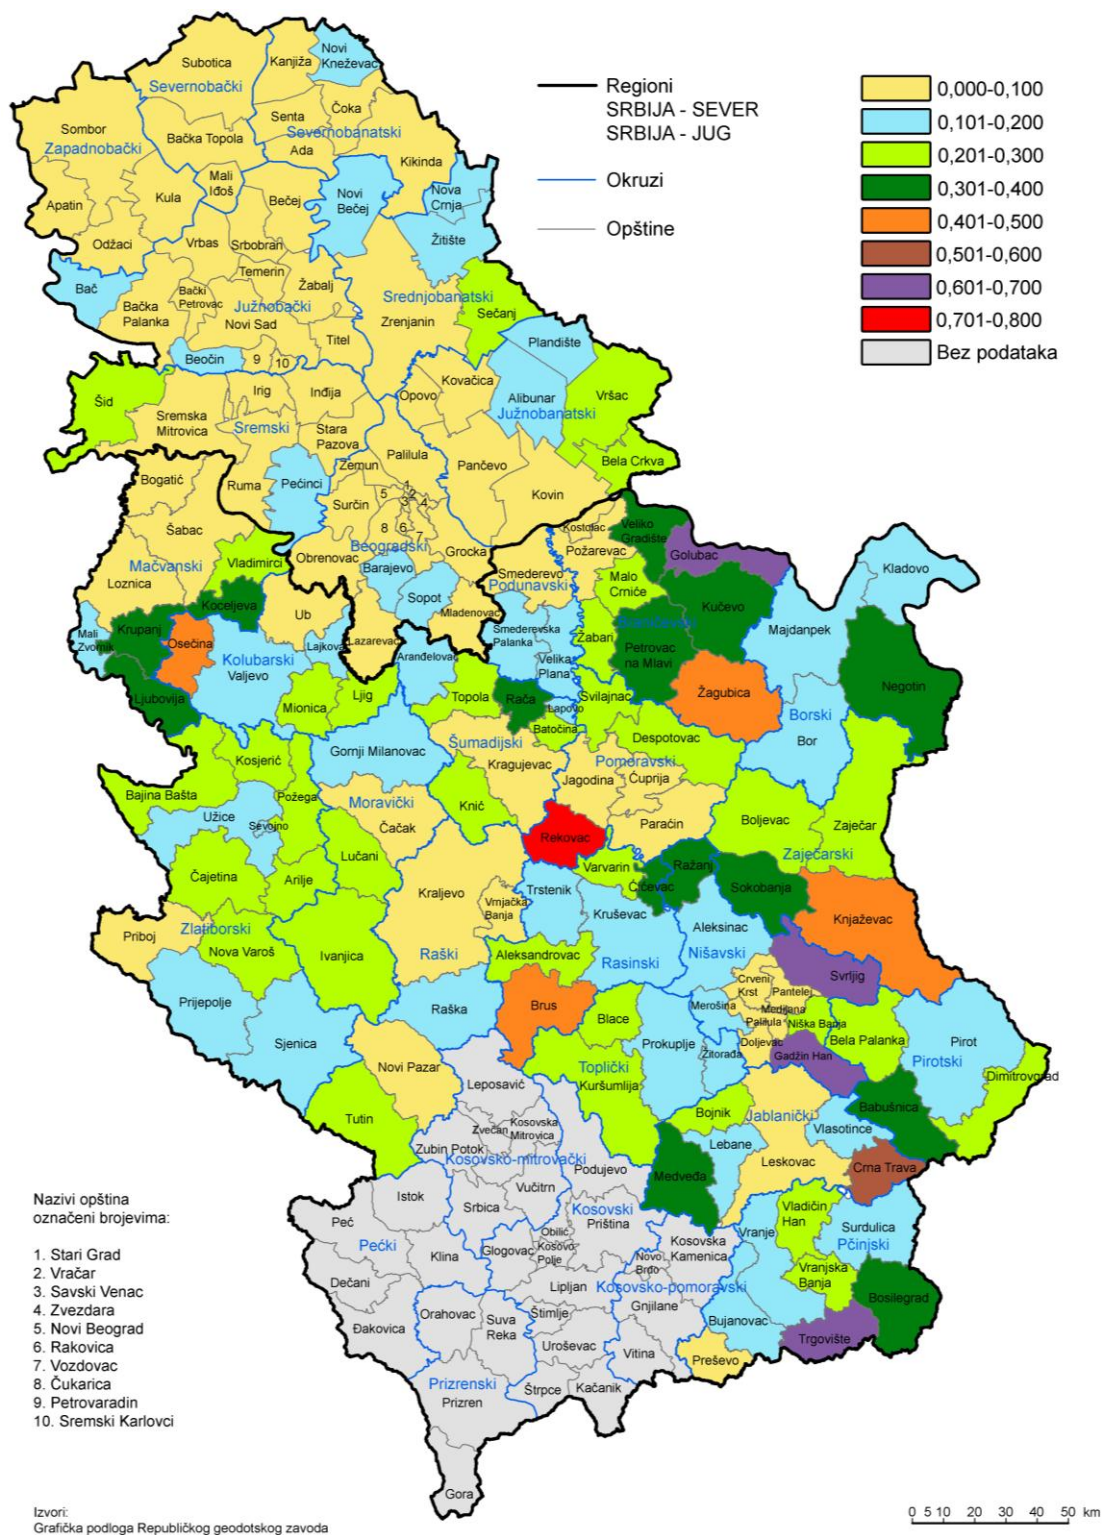 Regioni
SRBIJA - SEVER
SRBIJA - JUG
Okruzi
Opštine
0,000-0,100
0,101-0,200
0,201-0,300
0,301-0,400
0,401-0,500
0,501-0,600
0,601-0,700
0,701-0,800
Bez podataka
Subotica
Severnobački
Kanjiža
Novi
Kneževac
Sombor
Zapadnobački
Bačka Topola
Senta
Čoka
Severnobanatski
Ada
Kikinda
Mali
Iđoš
Kula
Apatin
Bečej
Novi
Bečej
Nova
Crnja
Odžaci
Vrbas
Srbobran
Žitište
Bač
Temerin
Bački
Petrovac
Žabalj
Bačka
Palanka
Južnobački
Novi Sad
Titel
Srednjobanatski
Zrenjanin
Sečanj
Plandište
Beočin
9
10
Šid
Irig
Inđija
Sremska
Mitrovica
Sremski
Stara
Pazova
Opovo
Kovačica
Alibunar
Južnobanatski
Vršac
Bela Crkva
Bogatić
Ruma
Pećinci
Zemun
Palilula
Pančevo
Kovin
Surčin
5
1
2
3
4
8
6
7
Šabac
Mačvanski
Loznica
Vladimirci
Obrenovac
Beogradski
Grocka
Barajevo
Sopot
Mladenovac
Lazarevac
Smederevo
Podunavski
Kostolac
Požarevac
Veliko
Gradište
Golubac
Malo
Crniće
Kučevo
Braničevski
Petrovac
na Mlavi
Žabari
Žagubica
Kladovo
Majdanpek
Negotin
Borski
Bor
Koceljeva
Krupanj
Mali
Zvornik
Osečina
Ub
Lajkovac
Kolubarski
Valjevo
Ljubovija
Mionica
Ljig
Aranđelovac
Smederevska
Palanka
Velika
Plana
Topola
Rača
Lapovo
Batočina
Svilajnac
Despotovac
Gornji Milanovac
Šumadijski
Kragujevac
Pomoravski
Jagodina
Ćuprija
Paraćin
Kosjerić
Bajina Bašta
Požega
Užice
Sevojno
Moravički
Čačak
Knić
Rekovac
Boljevac
Zaječar
Zaječarski
Lučani
Čajetina
Arilje
Kraljevo
Vrnjačka
Banja
Varvarin
Ćićevac
Ražanj
Sokobanja
Trstenik
Kruševac
Knjaževac
Priboj
Zlatiborski
Nova Varoš
Ivanjica
Raški
Aleksandrovac
Rasinski
Aleksinac
Nišavski
Svrljig
Prijepolje
Raška
Brus
Blace
Crveni
Krst
Pantelej
Merošina
Medijana
Palilula
Niška Banja
Doljevac
Bela Palanka
Pirot
Pirotski
Sjenica
Toplički
Prokuplje
Žitorađa
Gadžin Han
Dimitrovgrad
Novi Pazar
Leposavić
Kuršumlija
Tutin
Bojnik
Jablanički
Babušnica
Vlasotince
Zvečan
Kosovska
Mitrovica
Zubin Potok
Kosovsko-mitrovački
Podujevo
Medveđa
Lebane
Leskovac
Crna Trava
Vučitrn
Istok
Srbica
Kosovski
Priština
Vladičin
Han
Surdulica
Pčinjski
Vranje
Peć
Pećki
Klina
Glogovac
Obilić
Kosovo
Polje
Kosovska
Kamenica
Novo
Brdo
Vranjska
Banja
Bosilegrad
Dečani
Lipljan
Kosovsko-pomoravski
Gnjilane
Đakovica
Orahovac
Suva
Reka
Štimlje
Uroševac
Vitina
Bujanovac
Trgovište
Preševo
Prizrenski
Prizren
Štrpce
Kačanik
Gora
Nazivi opština
označeni brojevima:
1. Stari Grad
2. Vračar
3. Savski Venac
4. Zvezdara
5. Novi Beograd
6. Rakovica
7. Vozdovac
8. Čukarica
9. Petrovaradin
10. Sremski Karlovci
Izvori:
Grafička podloga Republičkog geodotskog zavoda
0 5 10 20 30 40 50 km